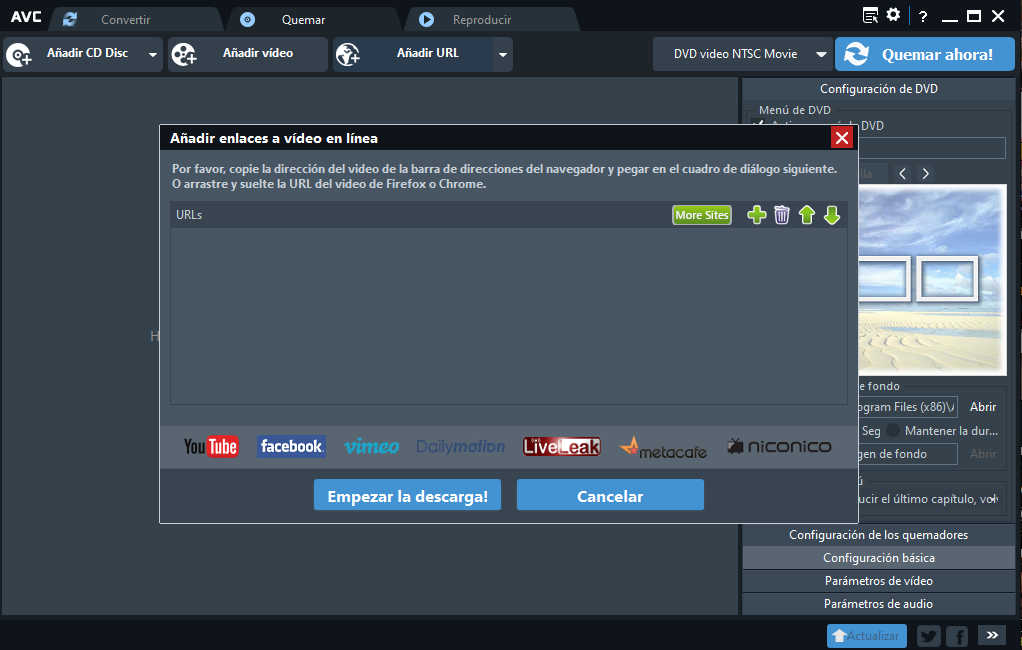 AVC
Convertir
Quemar
Reproducir
?
Añadir CD Disc
Añadir vídeo
Añadir URL
DVD video NTSC Movie
Quemar ahora!
Configuración de DVD
Menú de DVD
DVD
Añadir enlaces a vídeo en línea
Por favor, copie la dirección del video de la barra de direcciones del navegador y pegar en el cuadro de diálogo siguiente.
O arrastre y suelte la URL del video de Firefox o Chrome.
URLs
More Sites
H
YouTube
facebook
vimeo
Dailymotion
LiveLeak
metacafe
niconico
Empezar la descarga!
Cancelar
e fondo
ogram Files (x86)\
Abrir
Seg
Mantener la dur...
gen de fondo
Abrir
ucir el último capítulo,
Configuración de los quemadores
Configuración básica
Parámetros de vídeo
Parámetros de audio
Actualizar